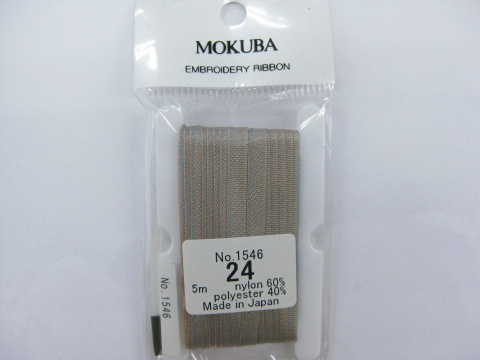 MOKUBA
EMBROIDERY RIBBON
No.1546
24
5m nylon 60%
polyester 40%
Made in Japan
No. 1546